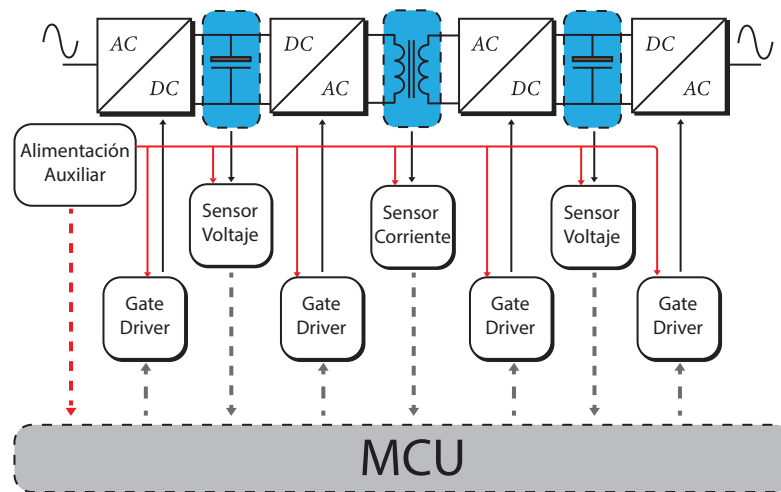 AC
DC
DC
AC
AC
DC
DC
AC
Alimentación
Auxiliar
Sensor
Voltaje
Sensor
Corriente
Sensor
Voltaje
Gate
Driver
Gate
Driver
Gate
Driver
Gate
Driver
MCU